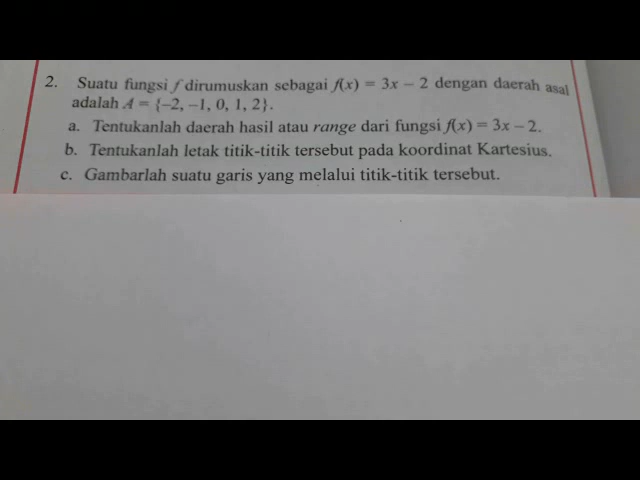 2. Suatu fungsi f dirumuskan sebagai f(x) = 3x − 2 dengan daerah asal
adalah A = {−2, −1, 0, 1, 2}.
a. Tentukanlah daerah hasil atau range dari fungsi f(x) = 3x − 2.
b. Tentukanlah letak titik-titik tersebut pada koordinat Kartesius.
c. Gambarlah suatu garis yang melalui titik-titik tersebut.